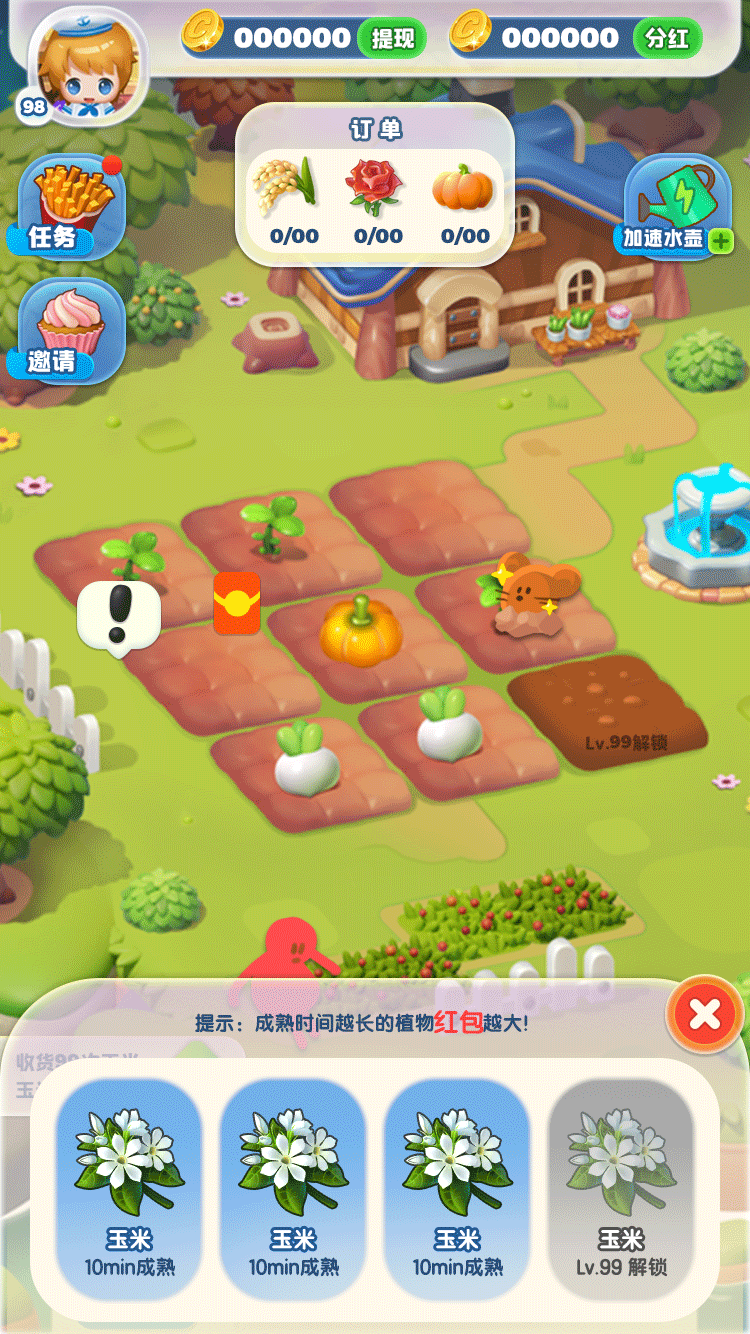 000000 提现
000000 分红
98
订单
0/00 0/00 0/00
任务
加速水壶
邀请
Lv.99解锁
提示：成熟时间越长的植物红包越大!
收货99
玉
玉米 玉米 玉米 玉米
10min成熟 10min成熟 10min成熟 Lv.99 解锁